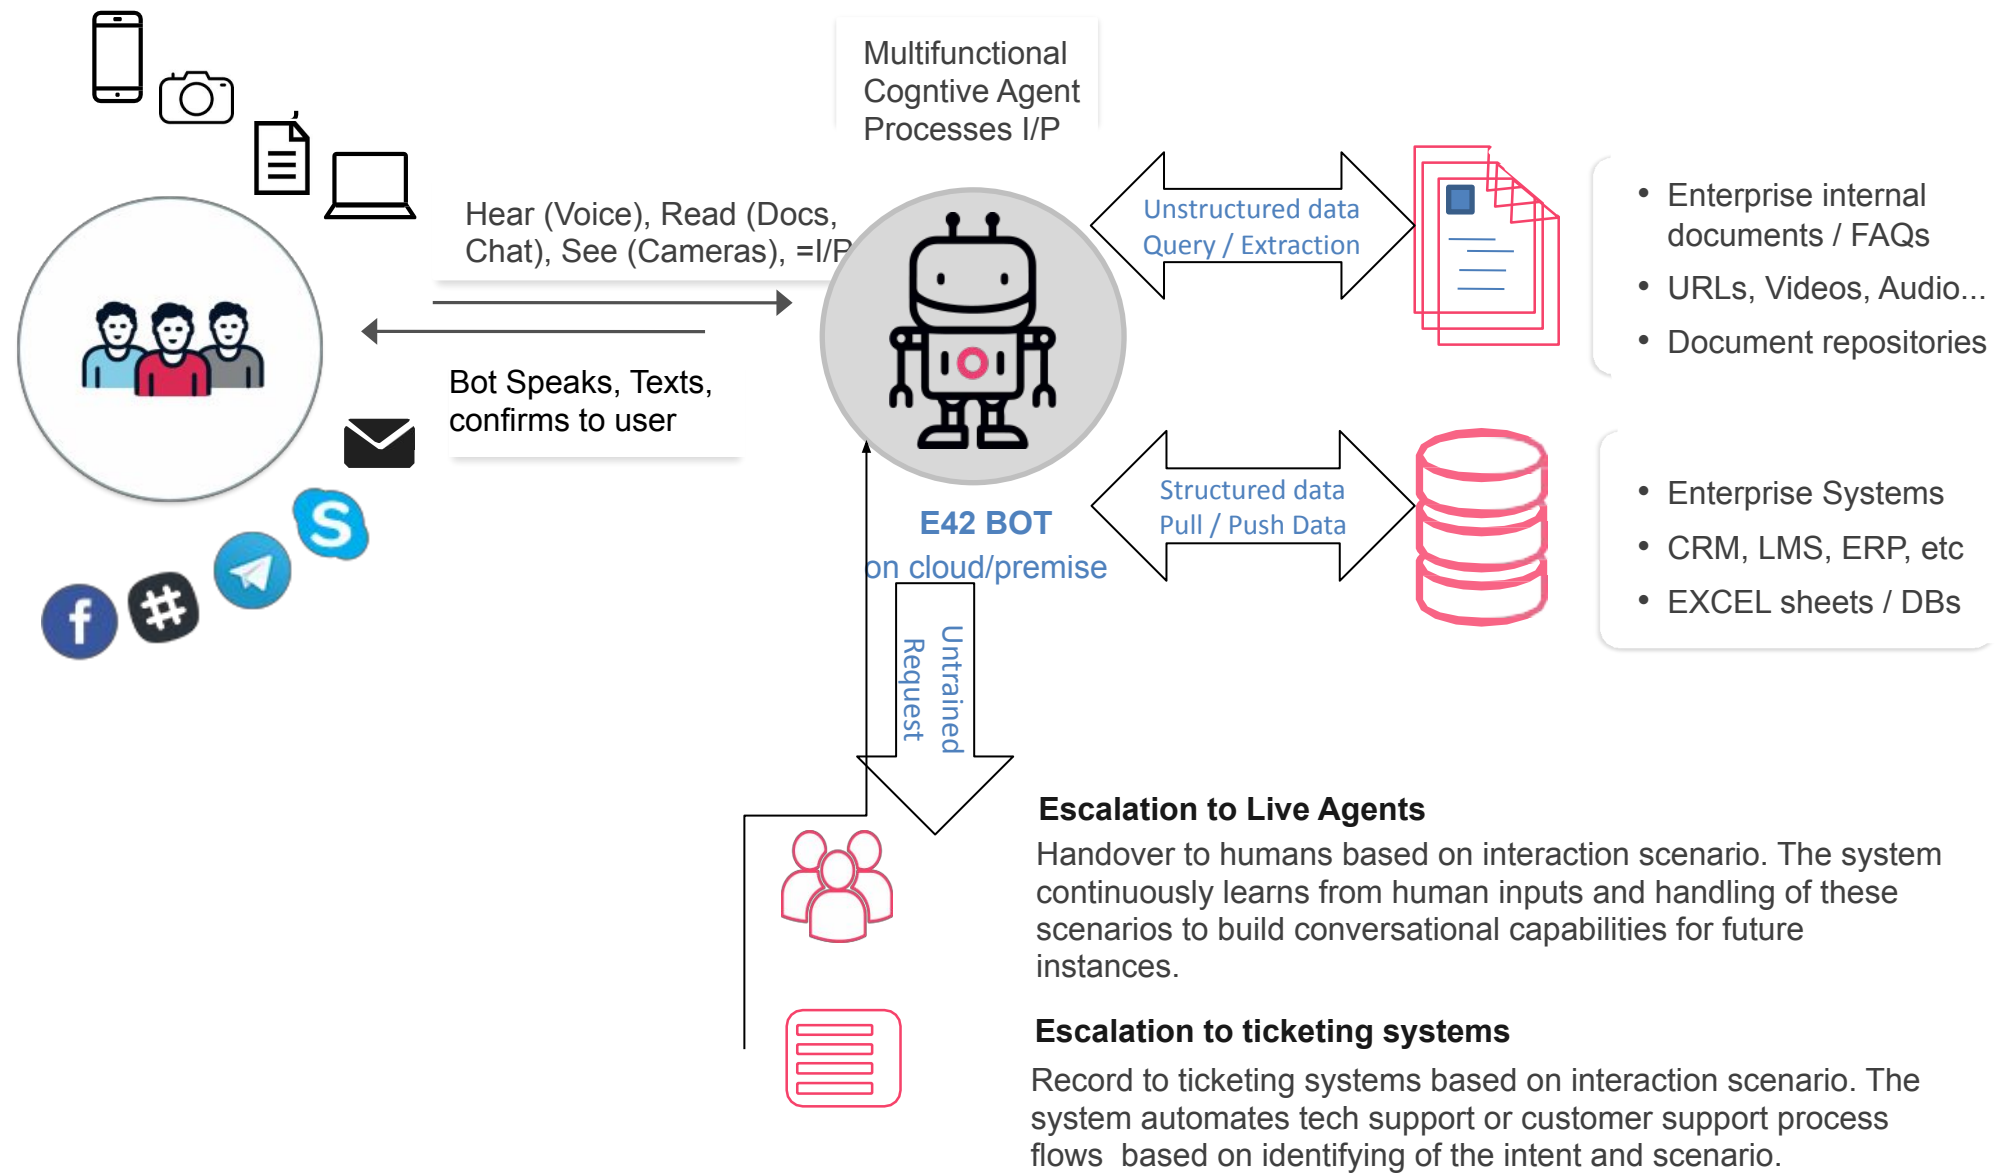 Multifunctional
Cogntive Agent
Processes I/P
Hear (Voice), Read (Docs,
Chat), See (Cameras), =I/P
Bot Speaks, Texts,
confirms to user
E42 BOT
on cloud/premise
Unstructured data
Query / Extraction
• Enterprise internal
documents / FAQs
• URLs, Videos, Audio...
• Document repositories
Structured data
Pull / Push Data
• Enterprise Systems
• CRM, LMS, ERP, etc
• EXCEL sheets / DBs
Untrained
Request
Escalation to Live Agents
Handover to humans based on interaction scenario. The system
continuously learns from human inputs and handling of these
scenarios to build conversational capabilities for future
instances.
Escalation to ticketing systems
Record to ticketing systems based on interaction scenario. The
system automates tech support or customer support process
flows  based on identifying of the intent and scenario.